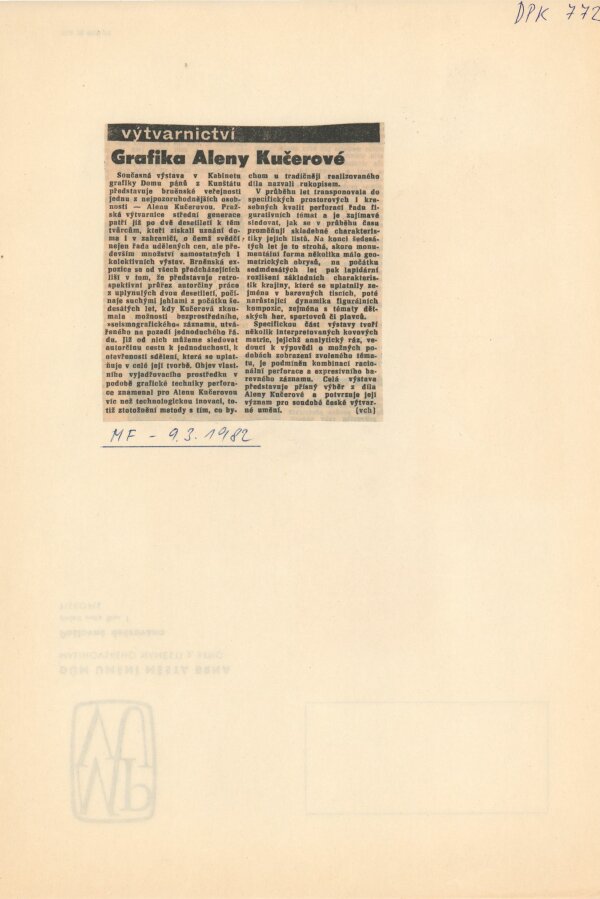 DPK 772
výtvarnictví
Grafika Aleny Kučerové
Současná výstava v Kabinetu
grafiky Domu pánů z Kunštátu
představuje brněnské veřejnosti
jednu z nejpozoruhodnějších osob-
ností — Alenu Kučerovou. Praž-
ská výtvarnice střední generace
patří již po dvě desetiletí k těm
tvůrcům, kteří získali uznání do-
ma i v zahraničí, o čemž svědčí
nejen řada udělených cen, ale pře-
devším množství samostatných i
kolektivních výstav. Brněnská ex-
pozice se od všech předcházejících
liší v tom, že představuje retro-
spektivní průřez autorčiny práce
z uplynulých dvou desetiletí, počí-
naje suchými jehlami z počátku še-
desátých let, kdy Kučerová zkou-
mala možnosti bezprostředního,
»seismografického« záznamu, utvá-
řeného na pozadí jednoduchého řá-
du. Již od nich můžeme sledovat
autorčinu cestu k jednoduchosti, k
otevřenosti sdělení, která se uplat-
ňuje v celé její tvorbě. Objev vlast-
ního vyjadřovacího prostředku v
podobě grafické techniky perfora-
ce znamenal pro Alenu Kučerovou
víc než technologickou inovaci, to-
tiž ztotožnění metody s tím, co by-
chom u tradičněji realizovaného
díla nazvali rukopisem.
V průběhu let transponovala do
specifických prostorových i kre-
sebných kvalit perforací řadu fi-
gurativních témat a je zajímavé
sledovat, jak se v průběhu času
proměňují skladebné charakteris-
tiky jejích listů. Na konci šedesá-
tých let je to strohá, skoro monu-
mentální forma několika málo ge-
ometrických obrysů, na počátku
sedmdesátých let pak lapidární
rozlišení základních charakteris-
tik krajiny, které se uplatnily ze-
jména v barevných tiscích, poté
narůstající dynamika figurálních
kompozic, zejména s tématy dět-
ských her, sportovců či plavců.
Specifickou část výstavy tvoří
několik interpretovaných kovových
matric, jejichž analytický ráz, ve-
doucí k výpovědi o možných po-
dobách zobrazení zvoleného téma-
tu, je podmíněn kombinací racio-
nální perforace a expresivního ba-
revného záznamu. Celá výstava
představuje přísný výběr z díla
Aleny Kučerové a potvrzuje její
význam pro soudobé české výtvar-
né umění. (vch)
MF - 9.3.1982